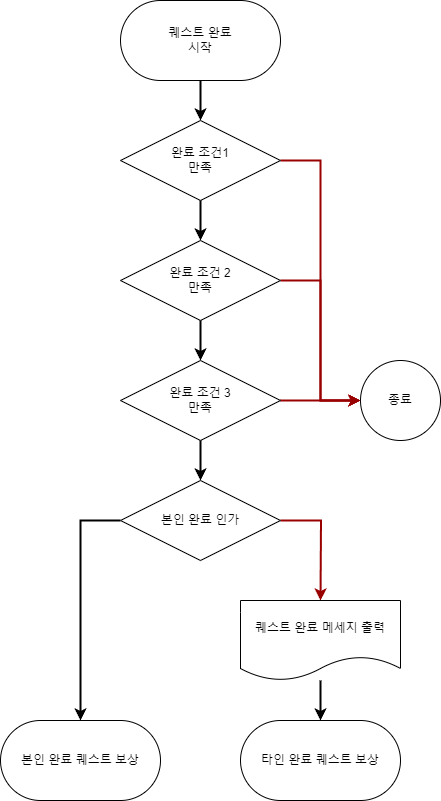 퀘스트 완료
시작
완료 조건1
만족
완료 조건 2
만족
완료 조건 3
만족
종료
본인 완료 인가
퀘스트 완료 메세지 출력
본인 완료 퀘스트 보상
타인 완료 퀘스트 보상